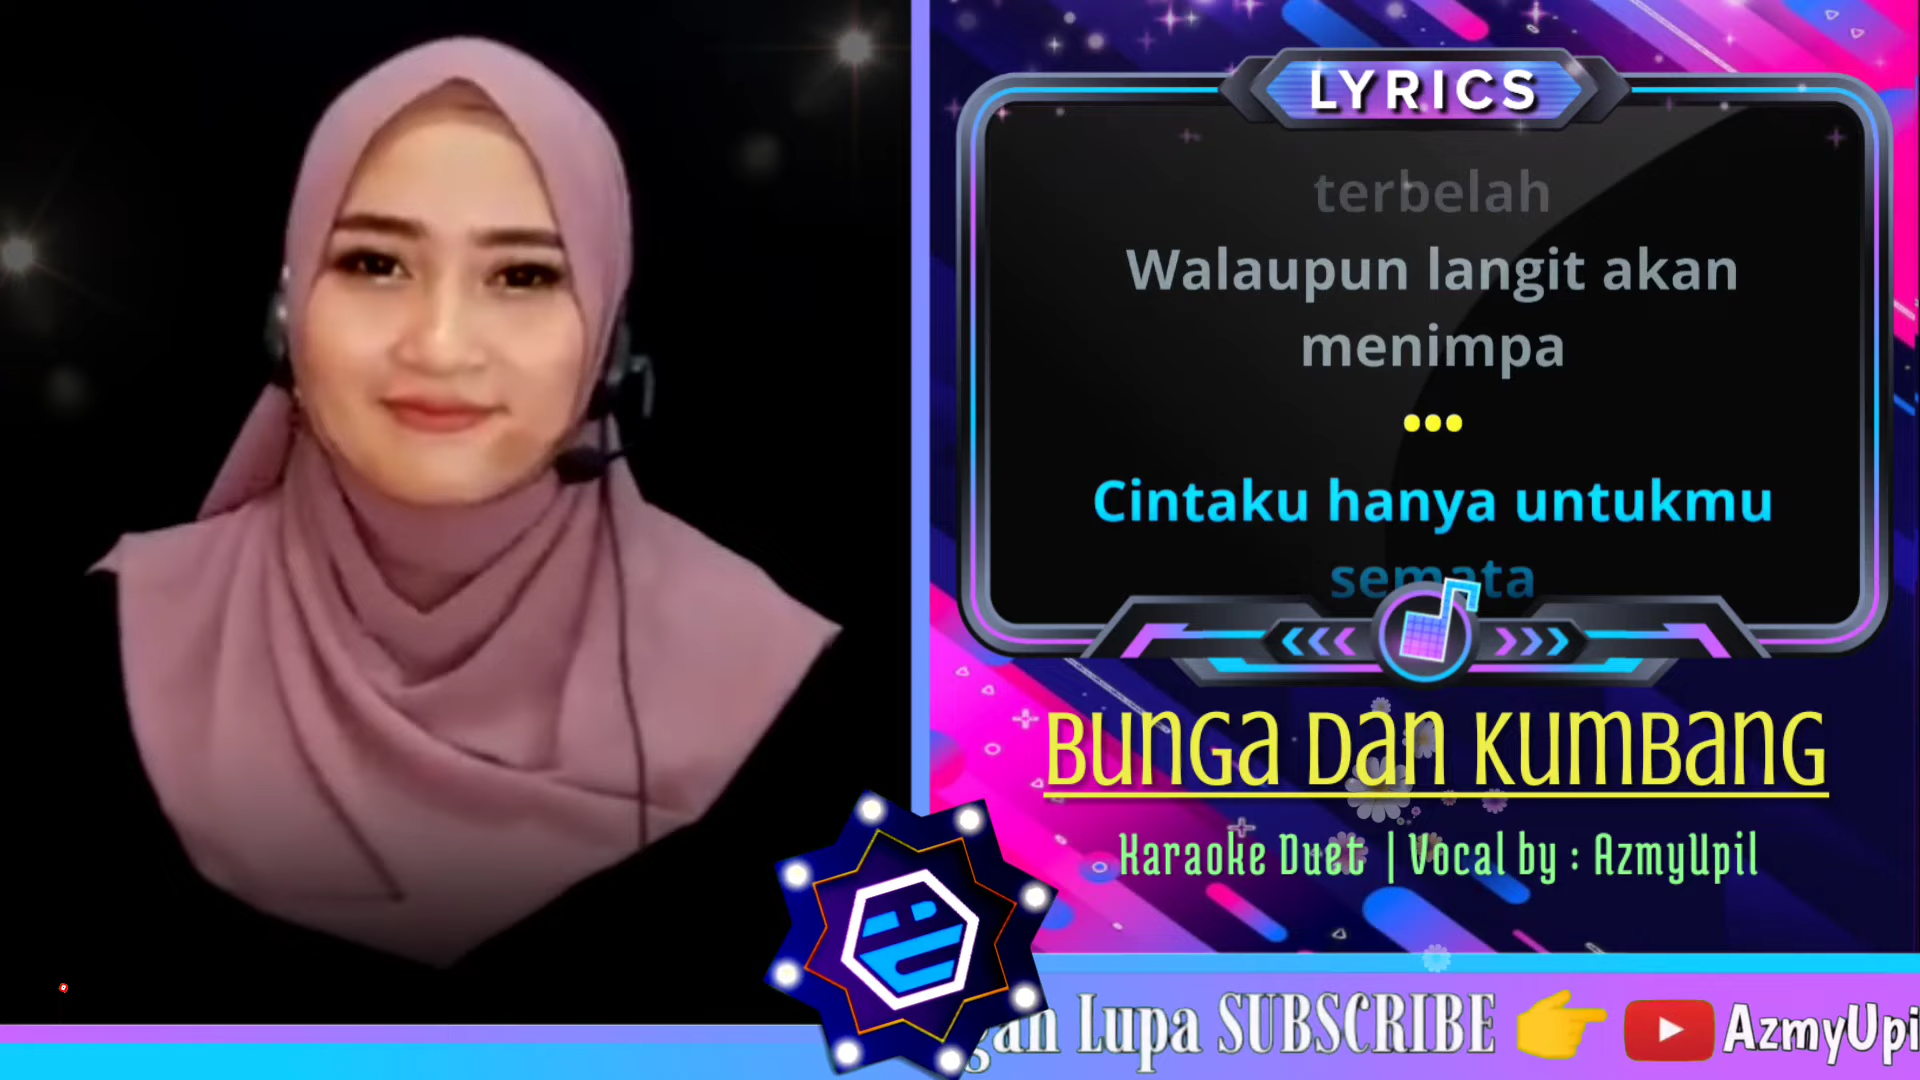 LYRICS
terbelah
Walaupun langit akan
menimpa
•••
Cintaku hanya untukmu
semata
Bunga Dan Kumbang
Karaoke Duet | Vocal by : AzmyUpil
Lupa SUBSCRIBE 👉 AzmyUpi